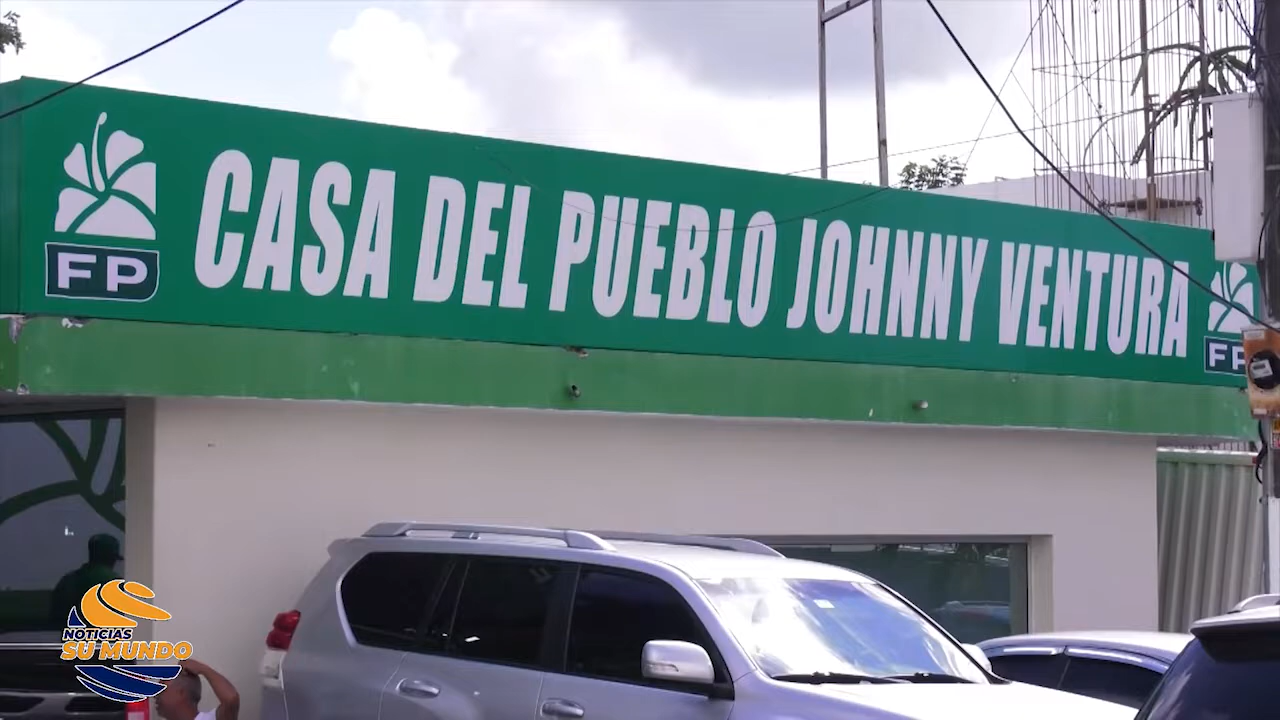 CASA DEL PUEBLO JOHNNY VENTURA
FP
FP
NOTICIAS
SU MUNDO